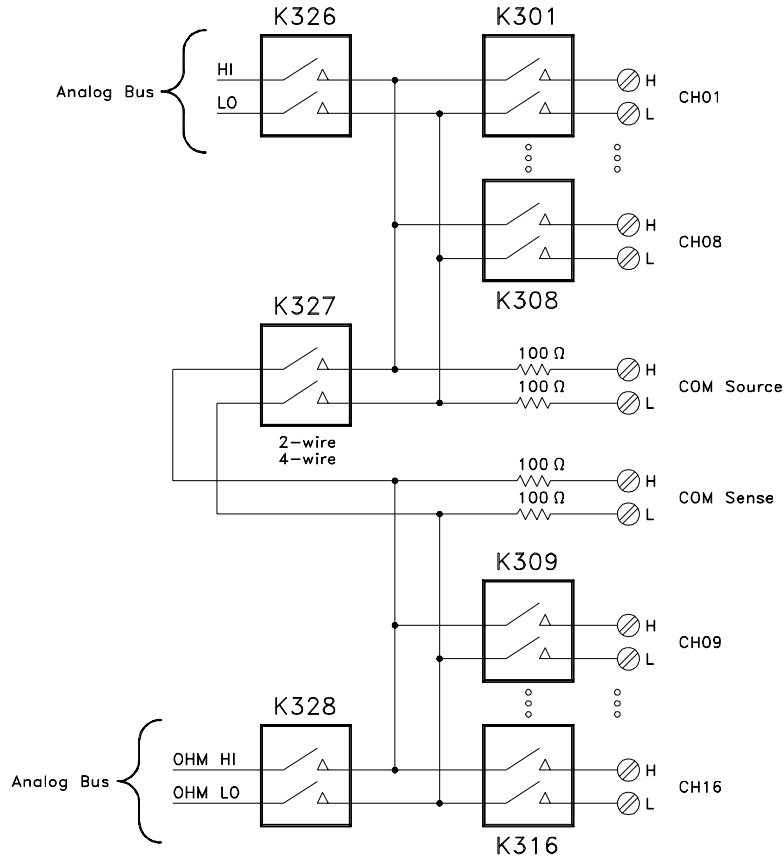 K326 K301
HI H
Analog Bus CH01
LO L
H
CH08
L
K327 K308
100 Ω H
COM Source
100 Ω L
2-wire
4-wire
100 Ω H
COM Sense
100 Ω L
K309
H
CH09
L
K328
OHM HI H
Analog Bus CH16
OHM LO L
K316